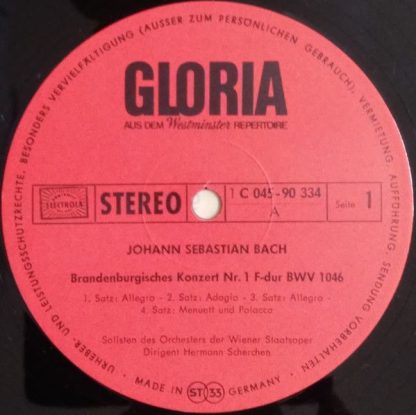 URHEBER- UND LEISTUNGSSCHUTZRECHTE, BESONDERS VERVIELFÄLTIGUNG (AUSSER ZUM PERSÖNLICHEN GEBRAUCH), VERMIETUNG, AUFFÜHRUNG, SENDUNG VORBEHALTEN
GLORIA
AUS DEM Westminster REPERTOIRE
ELECTROLA
STEREO
1 C 045-90 334
A
Seite 1
JOHANN SEBASTIAN BACH
Brandenburgisches Konzert Nr. 1 F-dur BWV 1046
1. Satz: Allegro - 2. Satz: Adagio - 3. Satz: Allegro -
4. Satz: Menuett und Polacca
Solisten des Orchesters der Wiener Staatsoper
Dirigent Hermann Scherchen
MADE IN ST 33 GERMANY